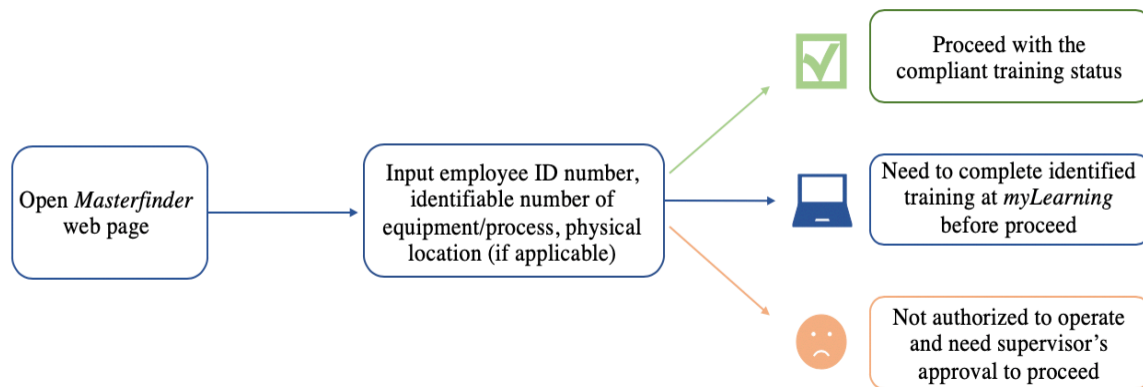 Open Masterfinder
web page
Input employee ID number,
identifiable number of
equipment/process, physical
location (if applicable)
Proceed with the
compliant training status
Need to complete identified
training at myLearning
before proceed
Not authorized to operate
and need supervisor's
approval to proceed